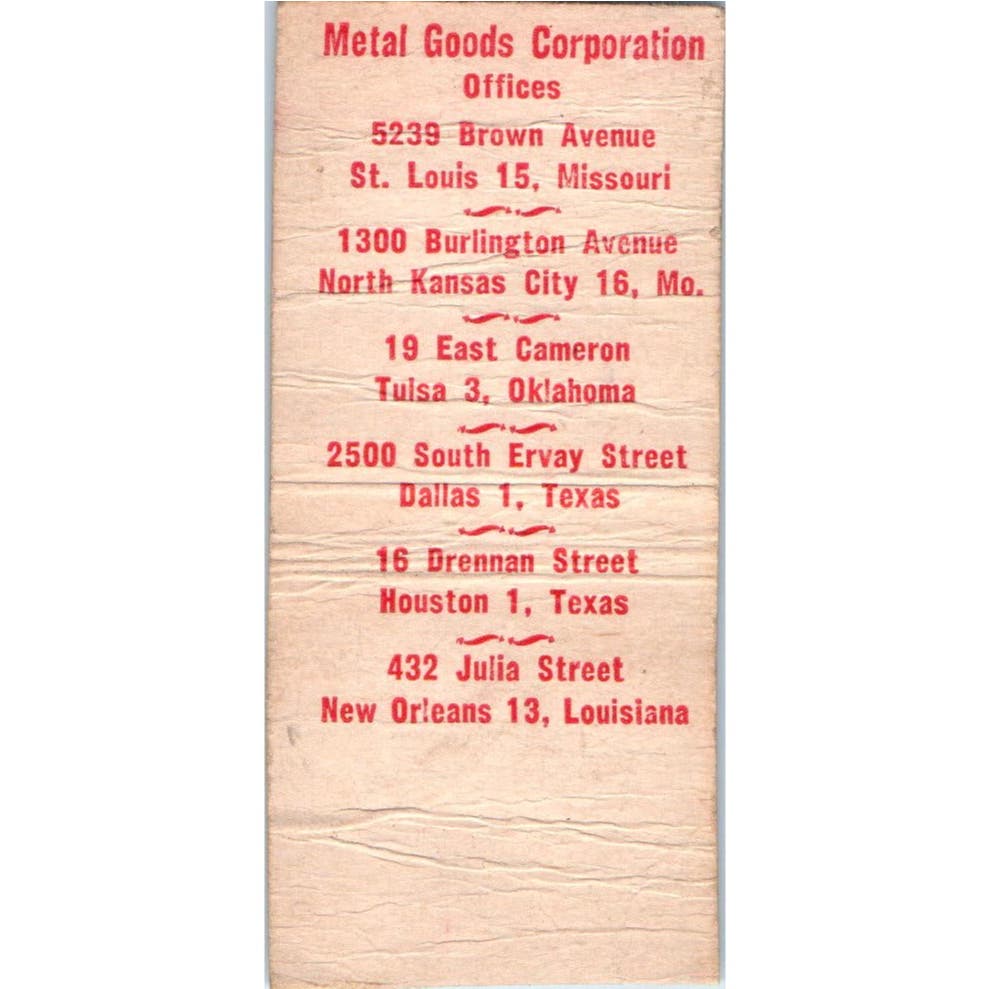 Metal Goods Corporation
Offices
5239 Brown Avenue
St. Louis 15, Missouri
1300 Burlington Avenue
North Kansas City 16, Mo.
19 East Cameron
Tulsa 3, Oklahoma
2500 South Ervay Street
Dallas 1, Texas
16 Drennan Street
Houston 1, Texas
432 Julia Street
New Orleans 13, Louisiana